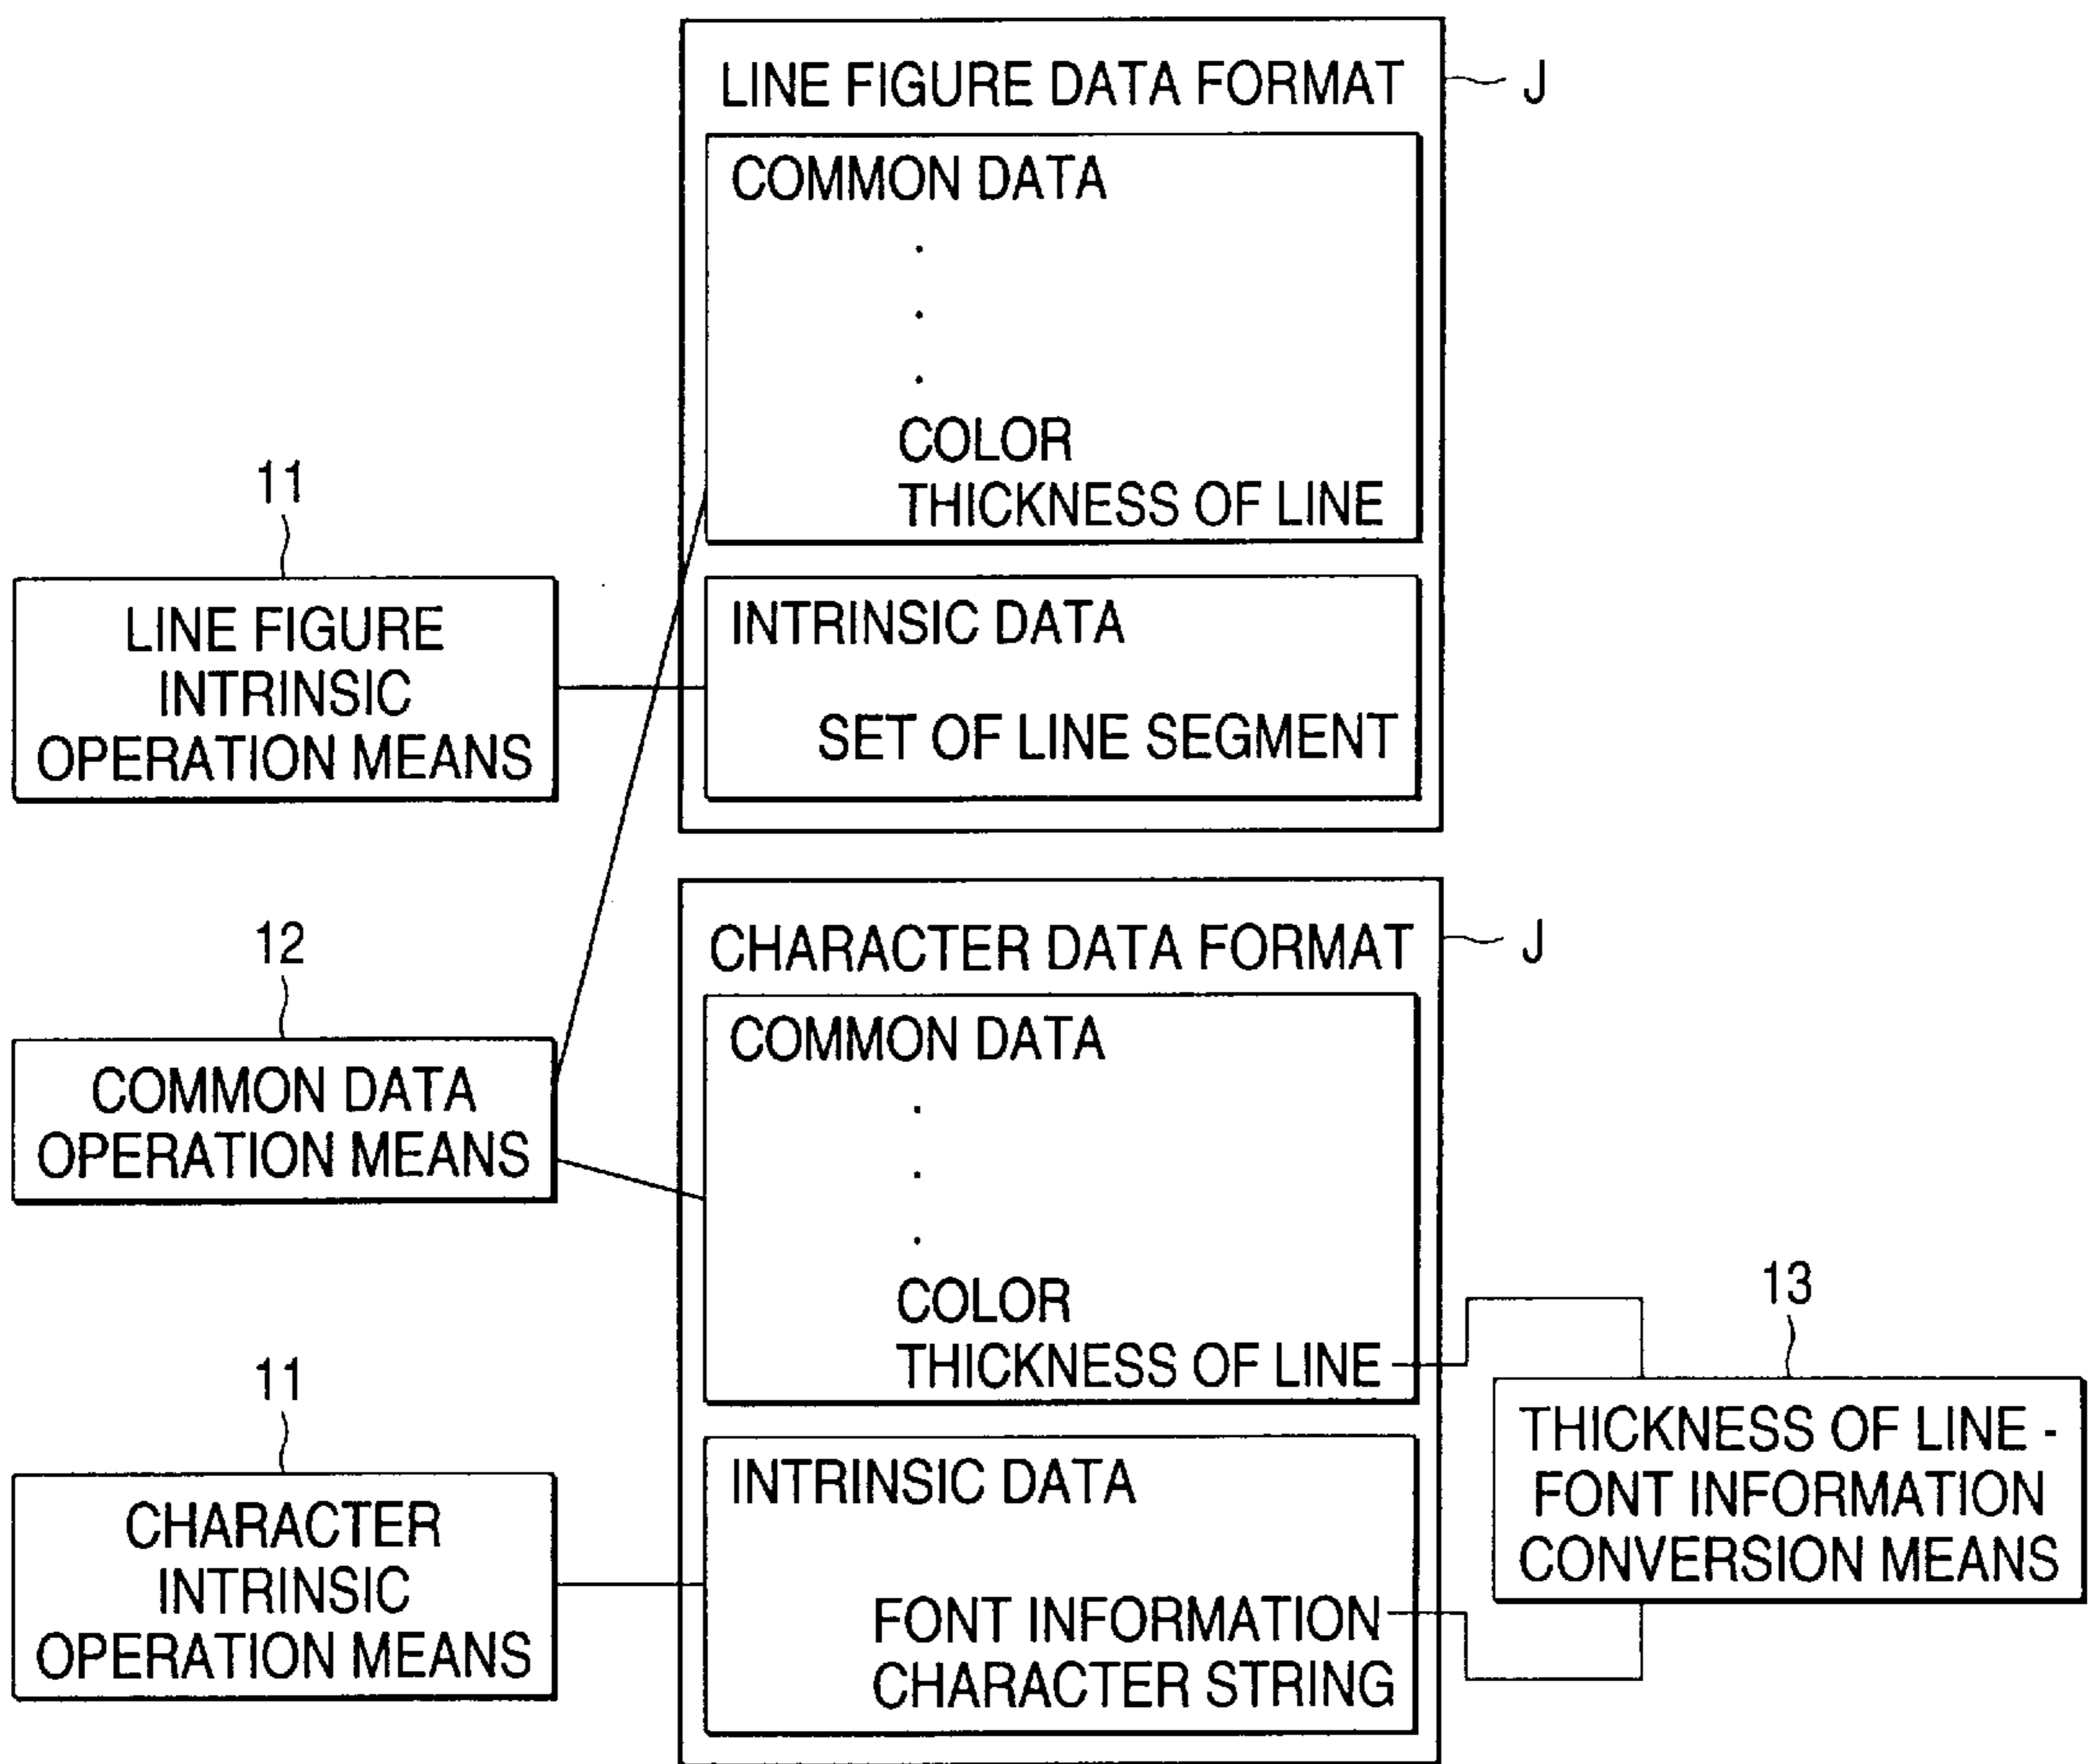 LINE FIGURE DATA FORMAT
J
COMMON DATA
.
.
.
COLOR
THICKNESS OF LINE
11
LINE FIGURE
INTRINSIC
OPERATION MEANS
INTRINSIC DATA
SET OF LINE SEGMENT
12
COMMON DATA
OPERATION MEANS
CHARACTER DATA FORMAT
J
COMMON DATA
.
.
.
COLOR
THICKNESS OF LINE
13
THICKNESS OF LINE -
FONT INFORMATION
CONVERSION MEANS
11
CHARACTER
INTRINSIC
OPERATION MEANS
INTRINSIC DATA
FONT INFORMATION
CHARACTER STRING